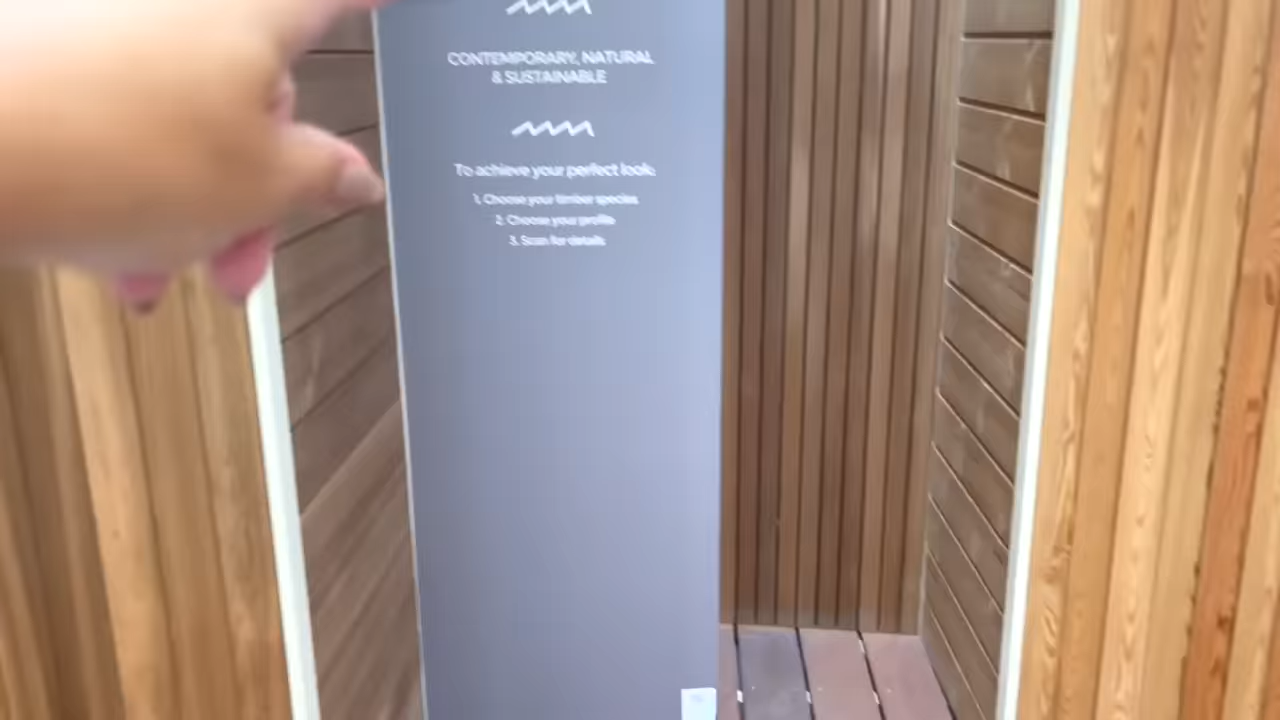 CONTEMPORARY, NATURAL
& SUSTAINABLE
To achieve your perfect look:
1. Choose your timber species
2. Choose your profile
3. Scan for details